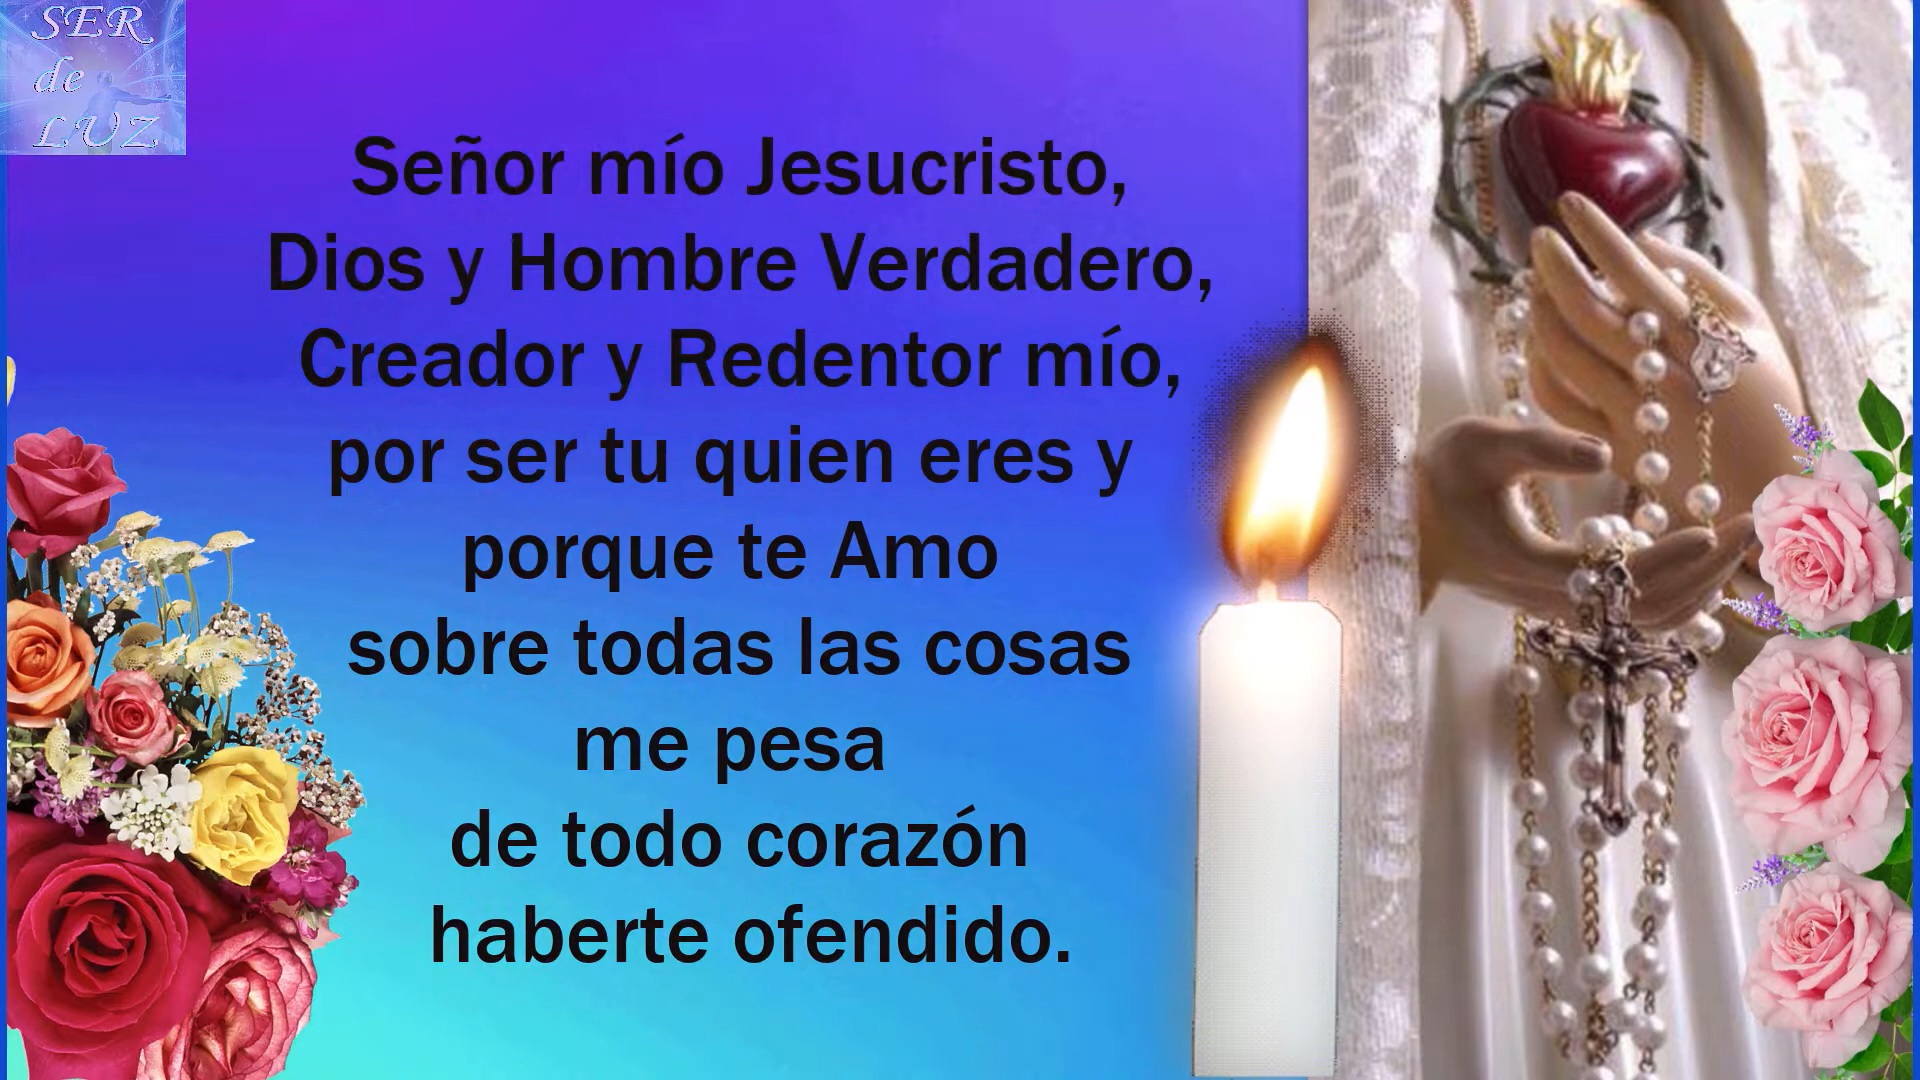 SER
de
LUZ
Señor mío Jesucristo,
Dios y Hombre Verdadero,
Creador y Redentor mío,
por ser tu quien eres y
porque te Amo
sobre todas las cosas
me pesa
de todo corazón
haberte ofendido.